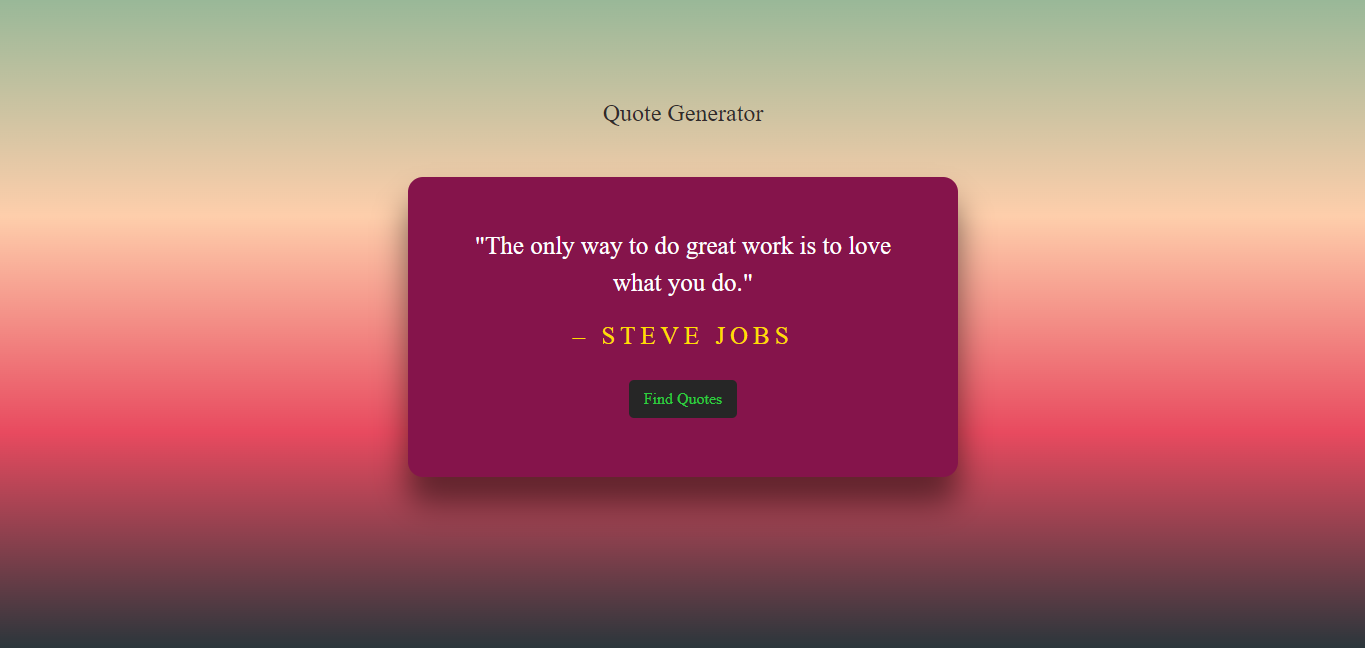 Quote Generator
"The only way to do great work is to love
what you do."
– STEVE JOBS
Find Quotes